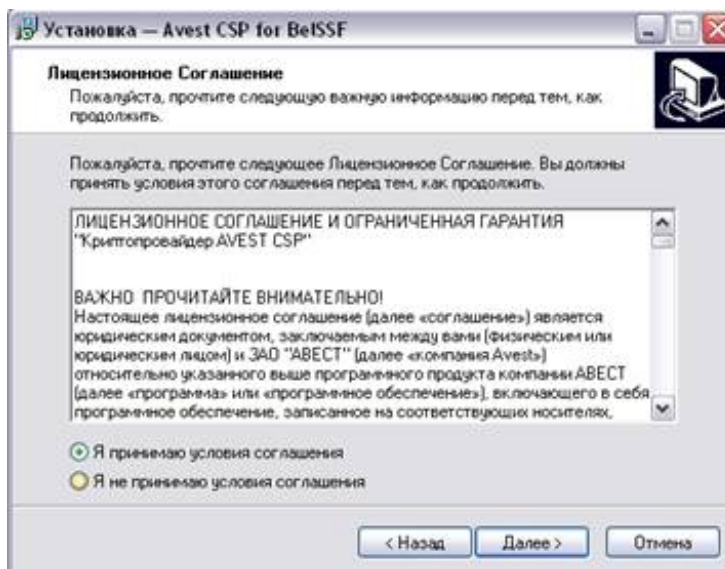 Установка — Avest CSP for BelSSF
Лицензионное Соглашение
Пожалуйста, прочтите следующую важную информацию перед тем, как
продолжить.
Пожалуйста, прочтите следующее Лицензионное Соглашение. Вы должны
принять условия этого соглашения перед тем, как продолжить.
ЛИЦЕНЗИОННОЕ СОГЛАШЕНИЕ И ОГРАНИЧЕННАЯ ГАРАНТИЯ
"Криптопровайдер AVEST CSP"
ВАЖНО ПРОЧИТАЙТЕ ВНИМАТЕЛЬНО!
Настоящее лицензионное соглашение (далее «соглашение») является
юридическим документом, заключаемым между вами (физическим или
юридическим лицом) и ЗАО "АВЕСТ" (далее «компания Avest»)
относительно указанного выше программного продукта компании АВЕСТ
(далее «программа» или «программное обеспечение»), включающего в себя
программное обеспечение, записанное на соответствующих носителях,
Я принимаю условия соглашения
Я не принимаю условия соглашения
< Назад
Далее >
Отмена